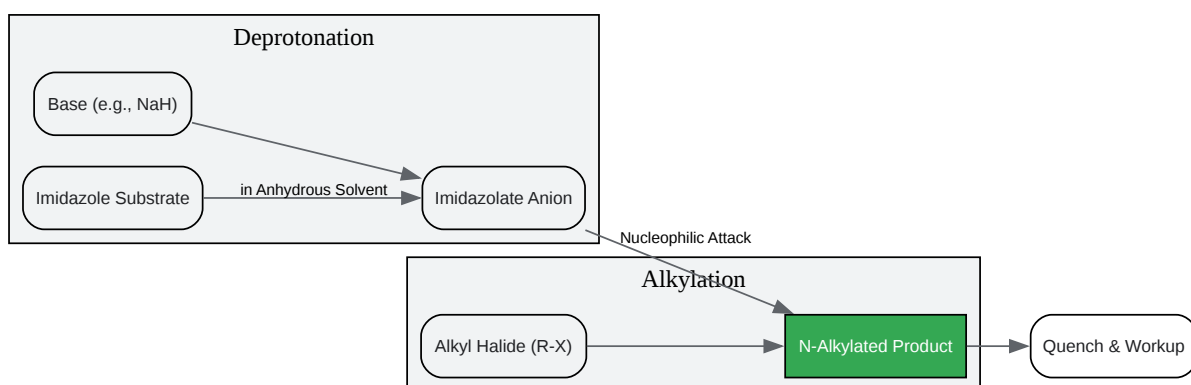 Deprotonation
Base (e.g., NaH)
Imidazole Substrate
in Anhydrous Solvent
Imidazolate Anion
Nucleophilic Attack
Alkylation
Alkyl Halide (R-X)
N-Alkylated Product
Quench & Workup